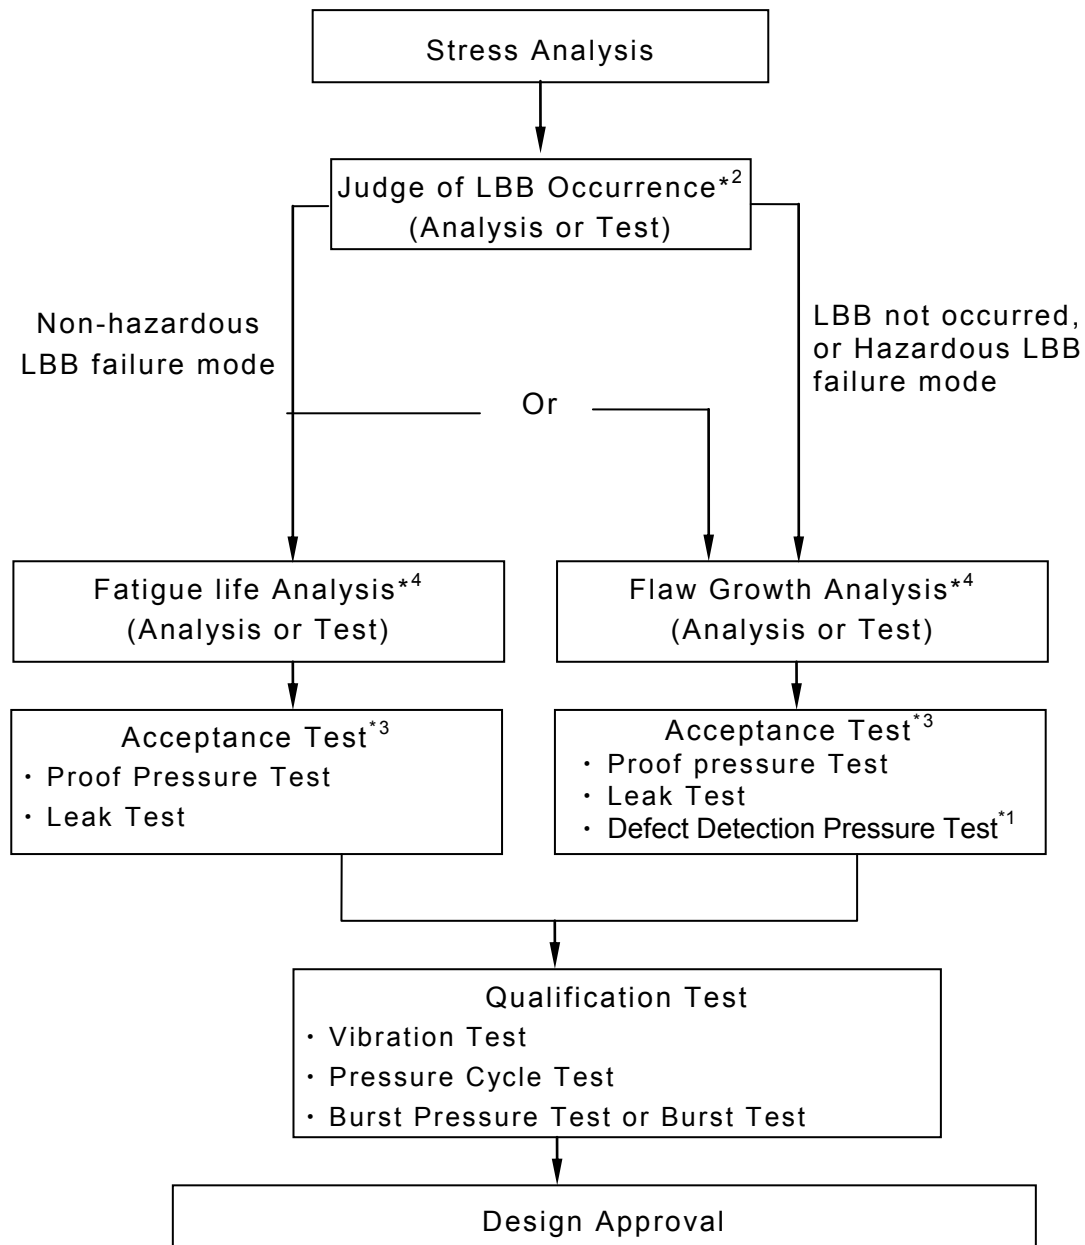 Stress Analysis
Judge of LBB Occurrence*2
(Analysis or Test)
Non-hazardous
LBB failure mode
LBB not occurred,
or Hazardous LBB
failure mode
Or
Fatigue life Analysis*4
(Analysis or Test)
Flaw Growth Analysis*4
(Analysis or Test)
Acceptance Test*3
・ Proof Pressure Test
・ Leak Test
Acceptance Test*3
・ Proof pressure Test
・ Leak Test
・ Defect Detection Pressure Test*1
Qualification Test
・ Vibration Test
・ Pressure Cycle Test
・ Burst Pressure Test or Burst Test
Design Approval